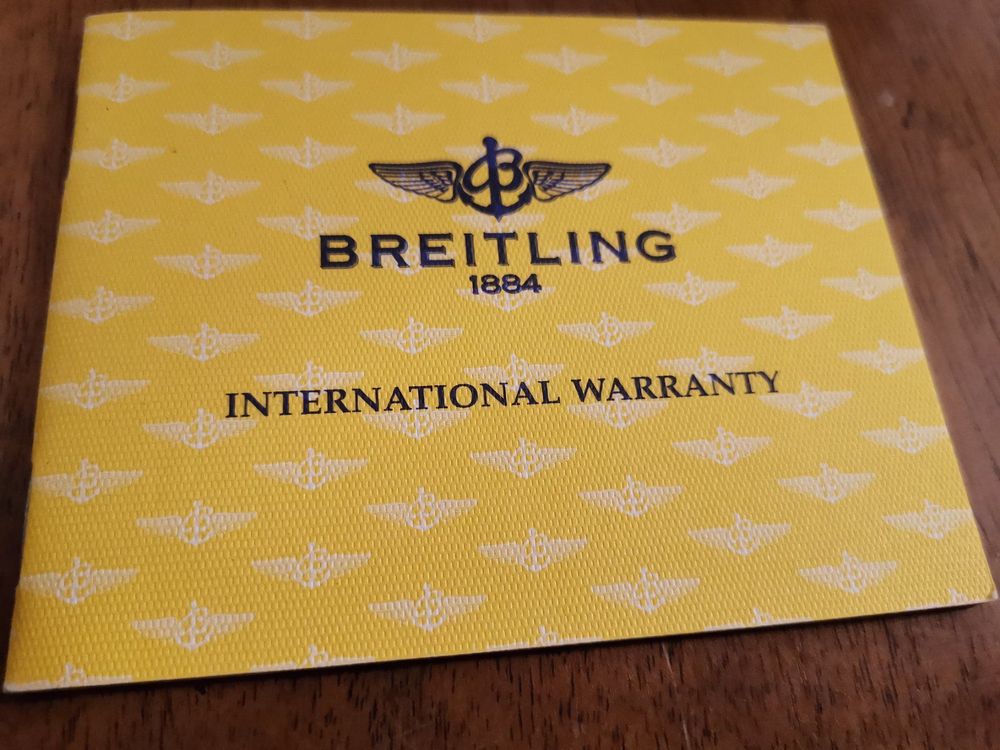 BREITLING
1884
INTERNATIONAL WARRANTY